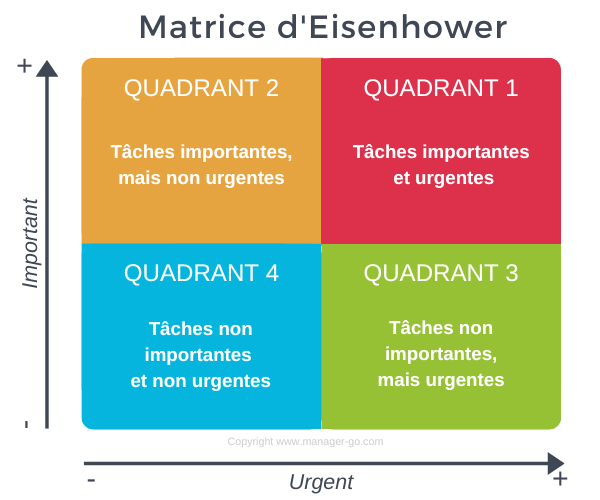 Matrice d'Eisenhower
+
QUADRANT 2
Tâches importantes,
mais non urgentes
QUADRANT 1
Tâches importantes
et urgentes
Important
QUADRANT 4
Tâches non
importantes
et non urgentes
QUADRANT 3
Tâches non
importantes,
mais urgentes
-
Copyright www.manager-go.com
-
Urgent
+